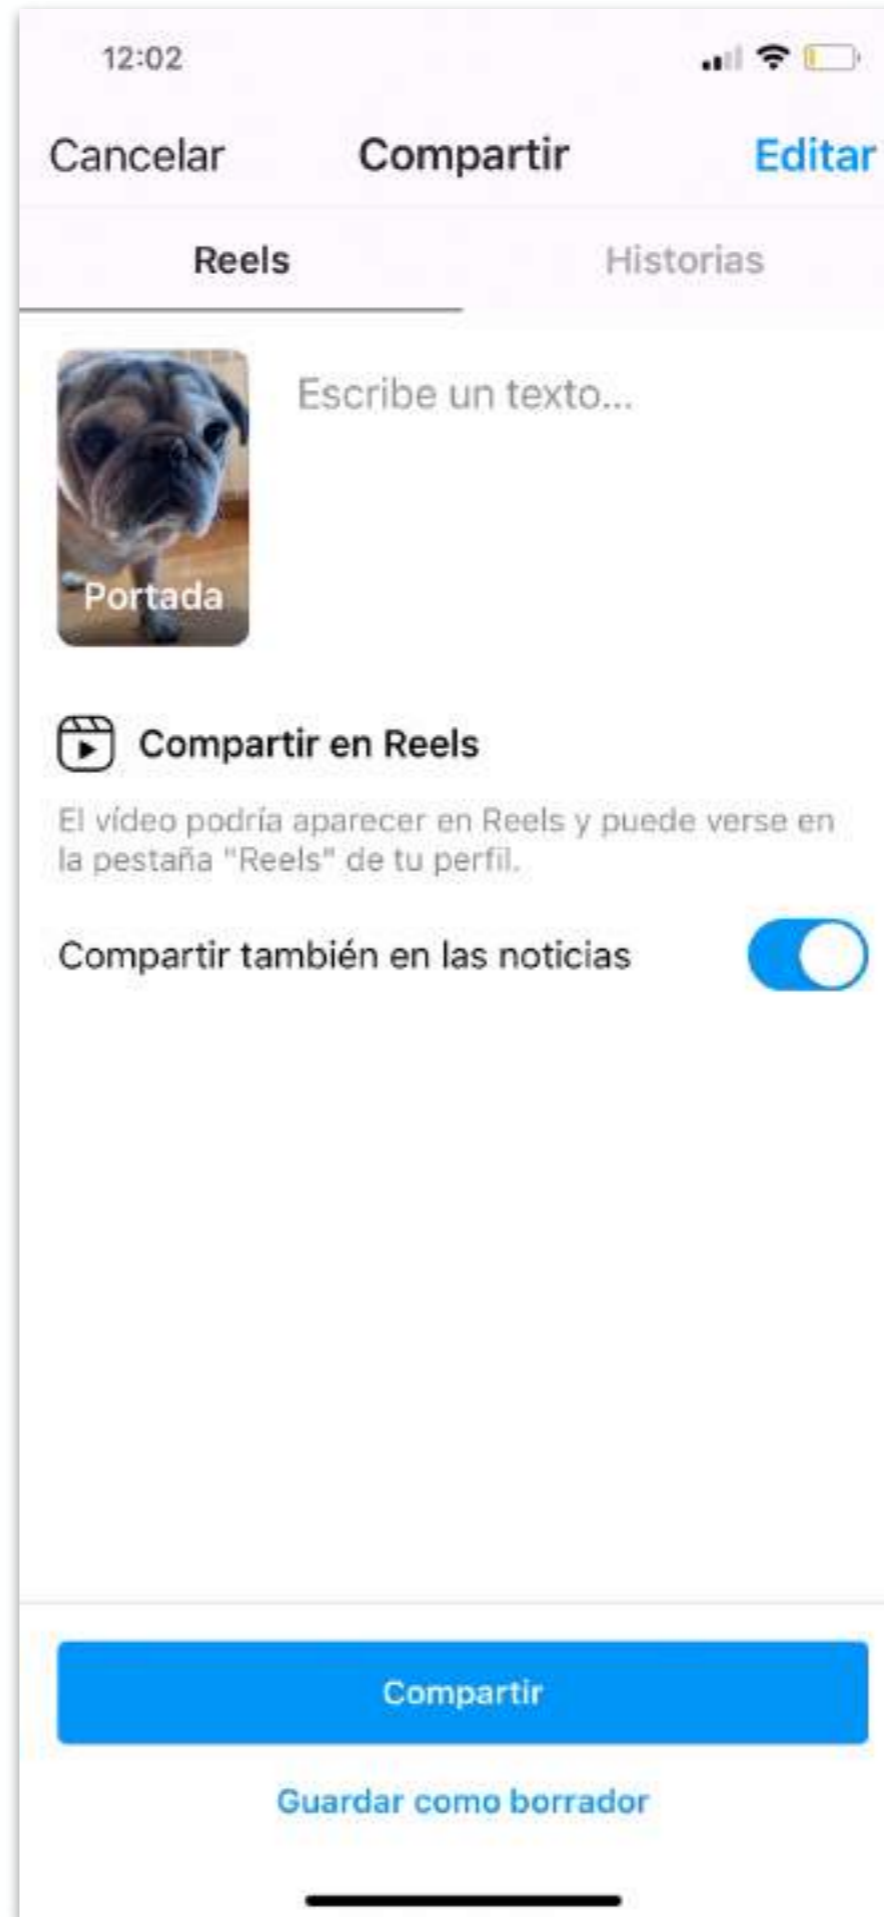 12:02
Cancelar Compartir Editar
Reels Historias
Escribe un texto...
Portada
Compartir en Reels
El vídeo podría aparecer en Reels y puede verse en
la pestaña "Reels" de tu perfil.
Compartir también en las noticias
Compartir
Guardar como borrador